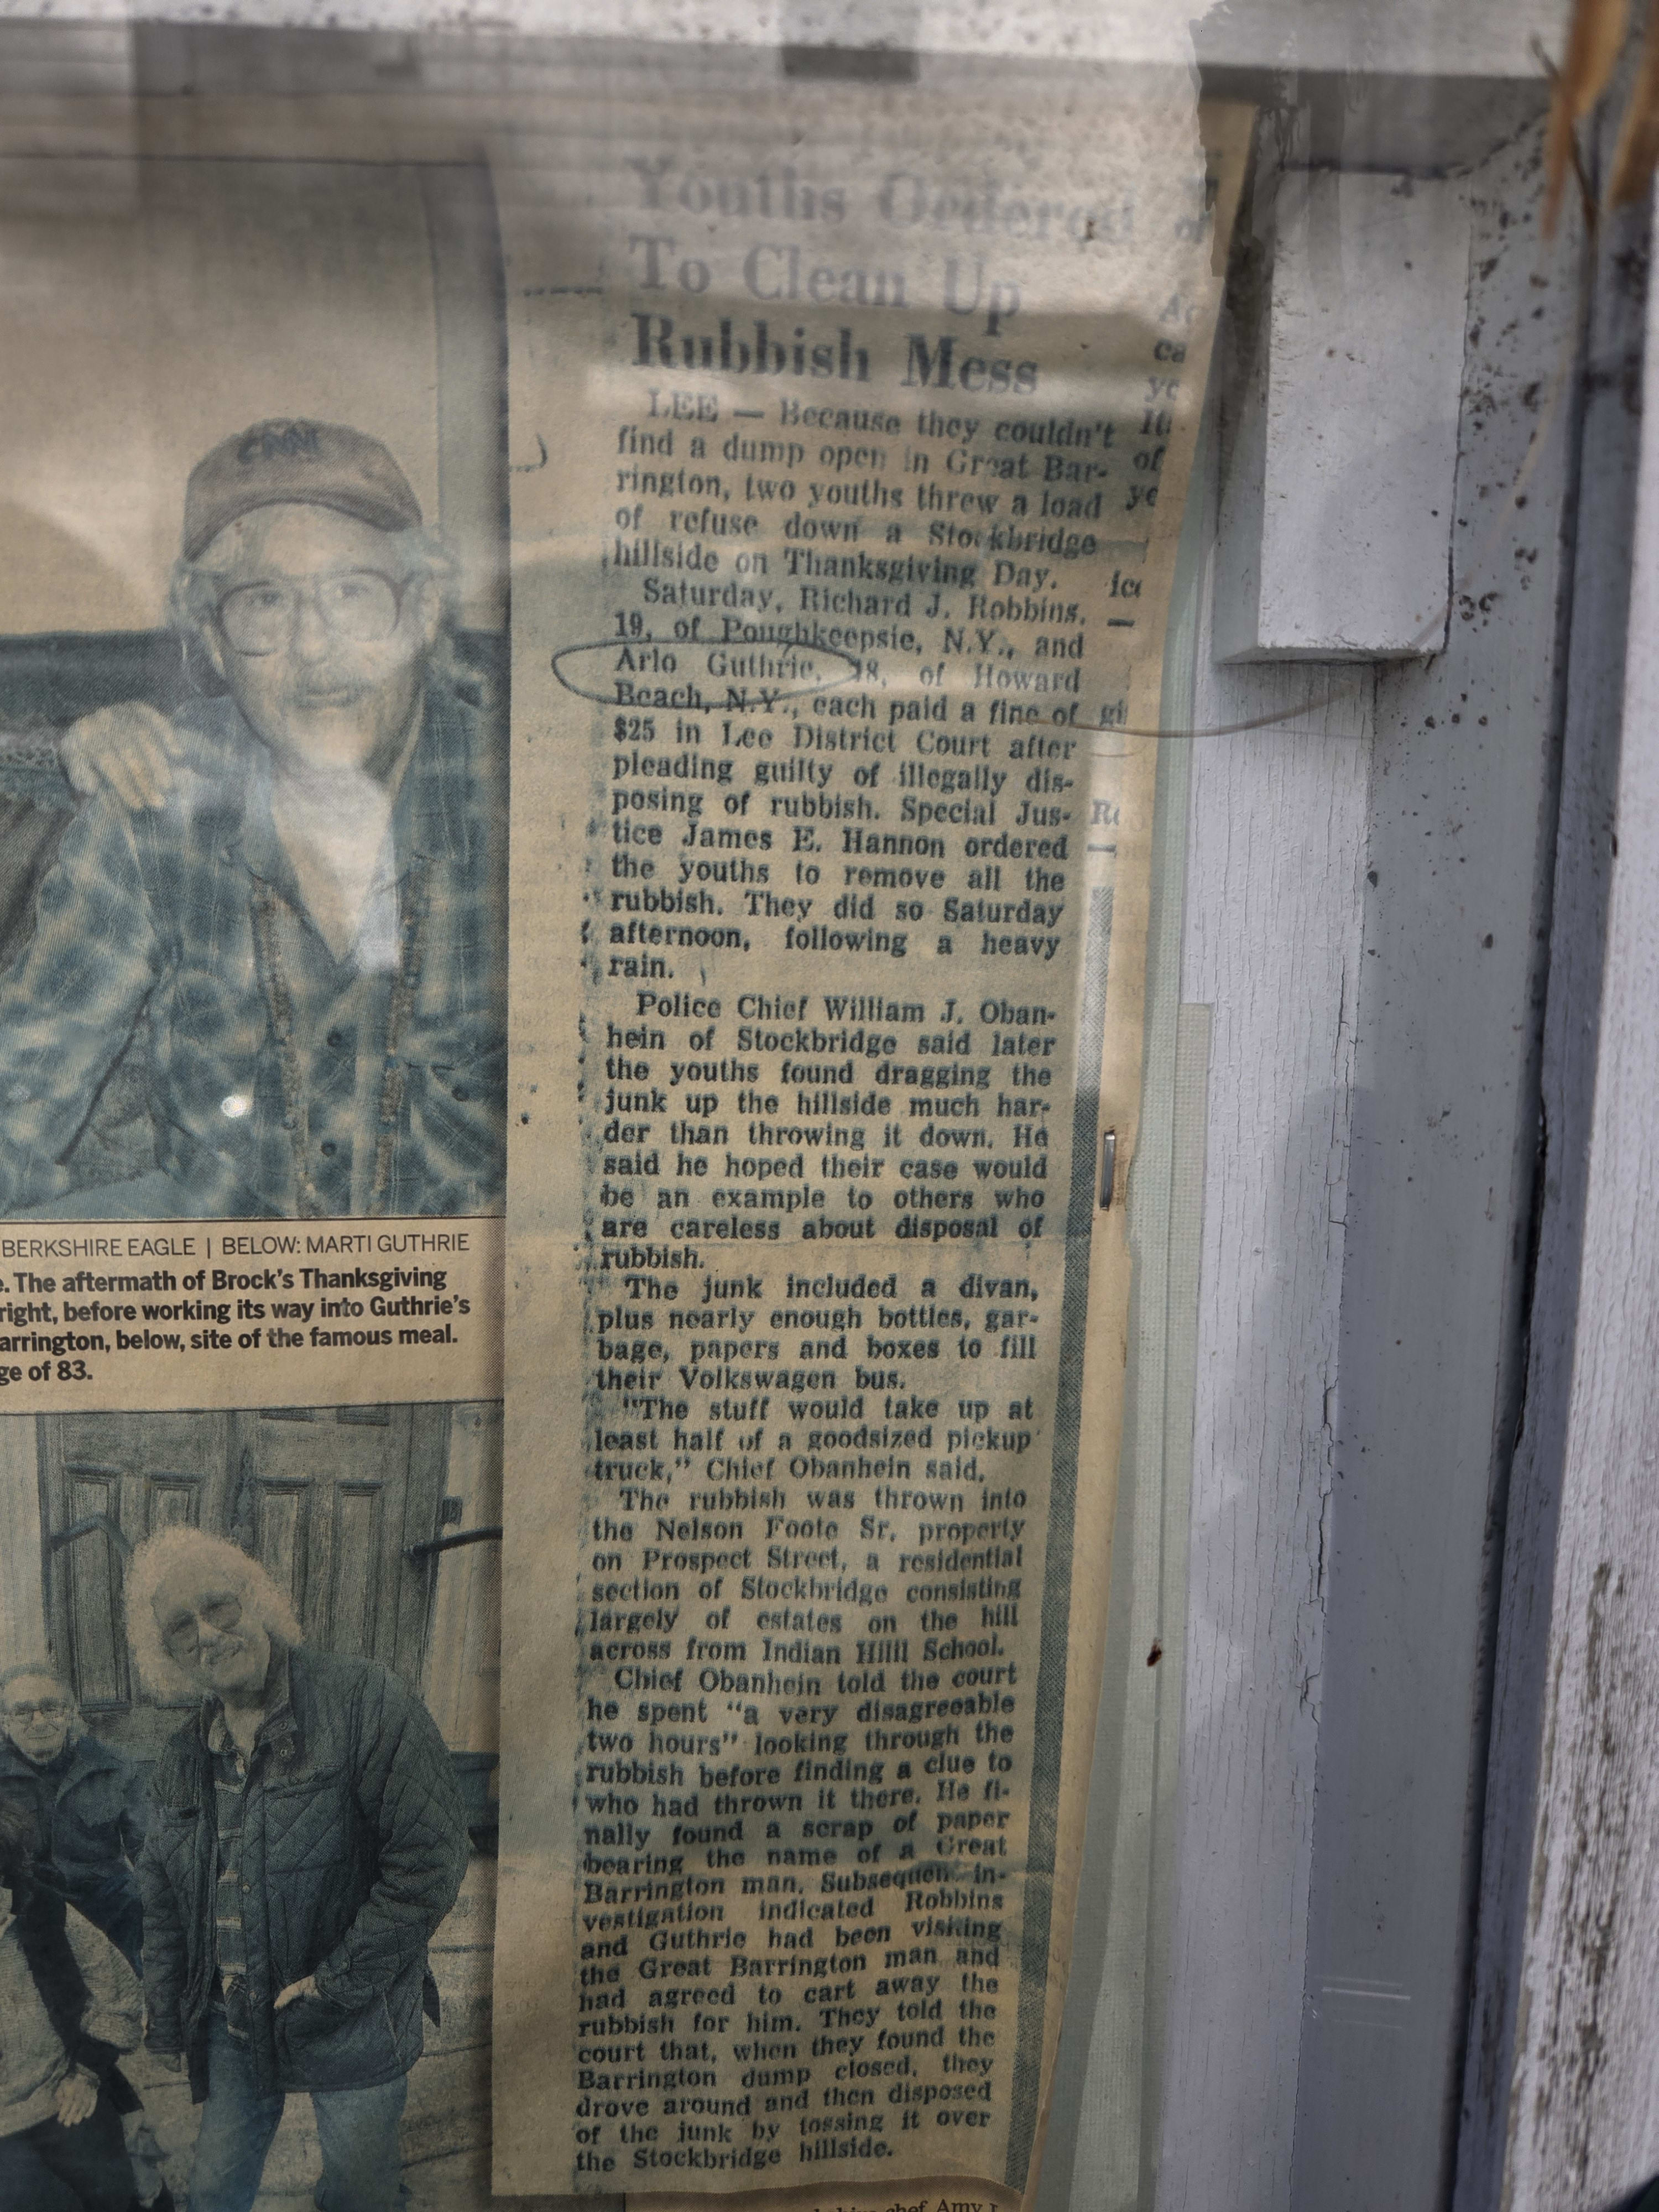 CNN
BERKSHIRE EAGLE | BELOW: MARTI GUTHRIE
e. The aftermath of Brock's Thanksgiving
right, before working its way into Guthrie's
arrington, below, site of the famous meal.
ge of 83.
Youths Ordered
To Clean Up
Rubbish Mess
LEE — Because they couldn't
find a dump open in Great Bar-
rington, two youths threw a load
of refuse down a Stockbridge
hillside on Thanksgiving Day.
Saturday, Richard J. Robbins,
19, of Poughkeepsie, N.Y., and
Arlo Guthrie, 18, of Howard
Beach, N.Y., each paid a fine of
$25 in Lee District Court after
pleading guilty of illegally dis-
posing of rubbish. Special Jus-
tice James E. Hannon ordered
the youths to remove all the
rubbish. They did so Saturday
afternoon, following a heavy
rain.
Police Chief William J. Oban-
hein of Stockbridge said later
the youths found dragging the
junk up the hillside much har-
der than throwing it down. He
said he hoped their case would
be an example to others who
are careless about disposal of
rubbish.
The junk included a divan,
plus nearly enough bottles, gar-
bage, papers and boxes to fill
their Volkswagen bus.
"The stuff would take up at
least half of a goodsized pickup
truck," Chief Obanhein said.
The rubbish was thrown into
the Nelson Foote Sr. property
on Prospect Street, a residential
section of Stockbridge consisting
largely of estates on the hill
across from Indian Hilll School.
Chief Obanhein told the court
he spent "a very disagreeable
two hours" looking through the
rubbish before finding a clue to
who had thrown it there. He fi-
nally found a scrap of paper
bearing the name of a Great
Barrington man. Subsequent in-
vestigation indicated Robbins
and Guthrie had been visiting
the Great Barrington man and
had agreed to cart away the
rubbish for him. They told the
court that, when they found the
Barrington dump closed, they
drove around and then disposed
of the junk by tossing it over
the Stockbridge hillside.
Ac
ca
yc
of
ye
ice
gi
chef Amy